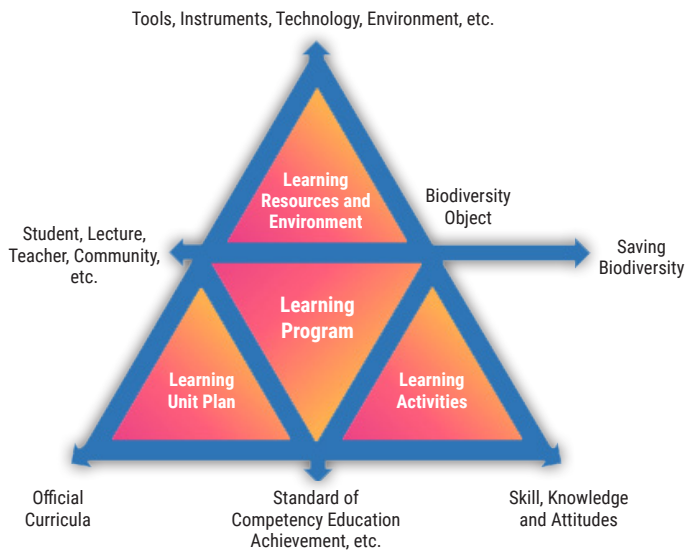 Tools, Instruments, Technology, Environment, etc.
Learning
Resources and
Environment
Biodiversity
Object
Student, Lecture,
Teacher, Community,
etc.
Saving
Biodiversity
Learning
Program
Learning
Unit Plan
Learning
Activities
Official
Curricula
Standard of
Competency Education
Achievement, etc.
Skill, Knowledge
and Attitudes